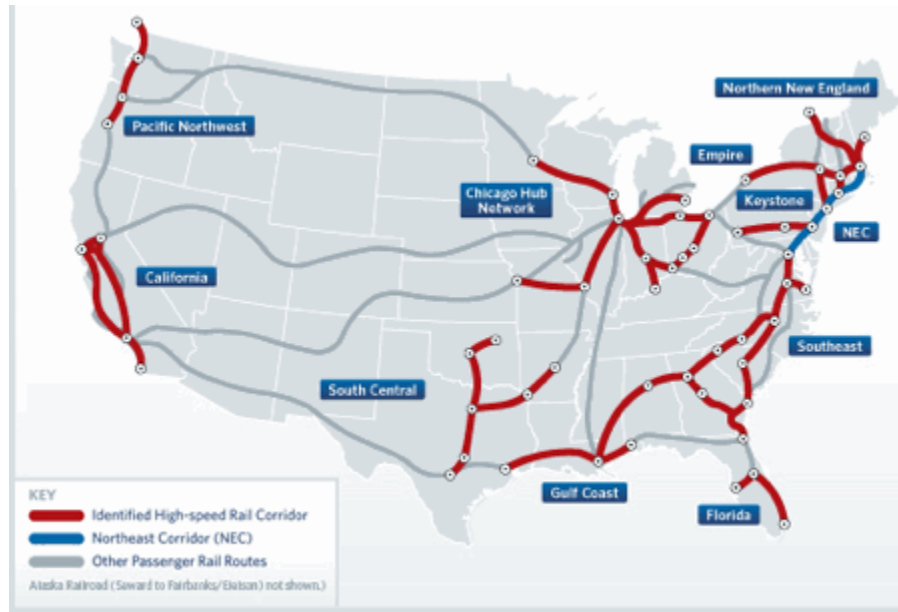 Northern New England
Pacific Northwest
Empire
Chicago Hub
Network
Keystone
NEC
California
Southeast
South Central
Gulf Coast
Florida
KEY
Identified High-speed Rail Corridor
Northeast Corridor (NEC)
Other Passenger Rail Routes
Alaska Railroad (Seward to Fairbanks/Eielson) not shown.)